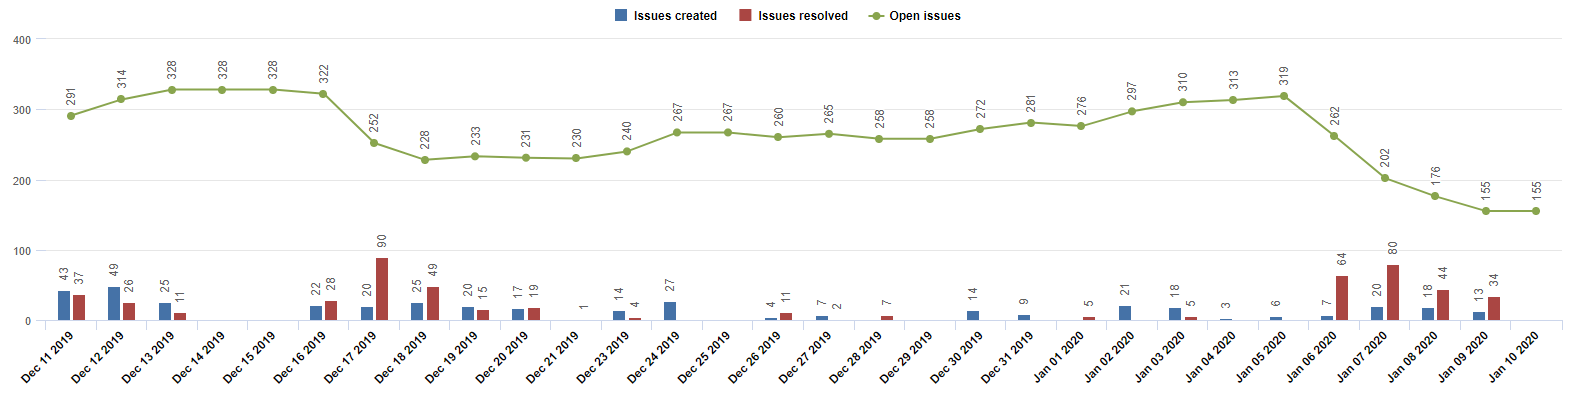 Issues created Issues resolved Open issues
400
300
200
100
0
291 314 328 328 328 322 252 228 233 231 230 240 267 267 260 265 258 258 272 281 276 297 310 313 319 262 202 176 155 155
43 37 49 26 25 11 22 28 20 90 25 49 20 15 17 19 1 14 4 27 4 11 7 2 7 14 9 5 21 18 5 3 6 7 64 20 80 18 44 13 34
Dec 11 2019
Dec 12 2019
Dec 13 2019
Dec 14 2019
Dec 15 2019
Dec 16 2019
Dec 17 2019
Dec 18 2019
Dec 19 2019
Dec 20 2019
Dec 21 2019
Dec 23 2019
Dec 24 2019
Dec 25 2019
Dec 26 2019
Dec 27 2019
Dec 28 2019
Dec 29 2019
Dec 30 2019
Dec 31 2019
Jan 01 2020
Jan 02 2020
Jan 03 2020
Jan 04 2020
Jan 05 2020
Jan 06 2020
Jan 07 2020
Jan 08 2020
Jan 09 2020
Jan 10 2020